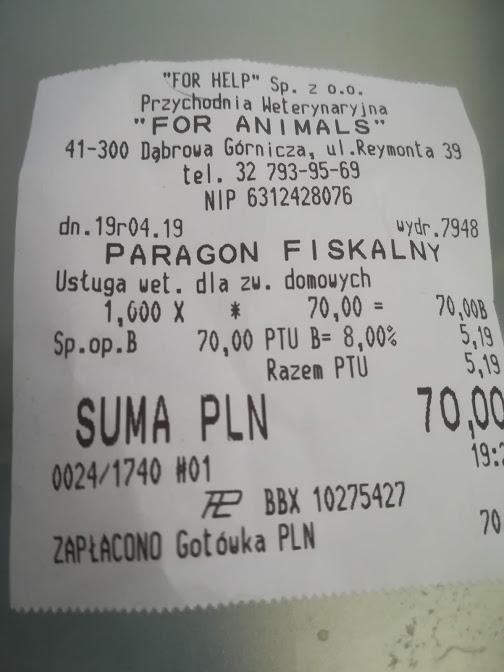 "FOR HELP" Sp. z o.o.
Przychodnia Weterynaryjna
"FOR ANIMALS"
41-300 Dąbrowa Górnicza, ul.Reymonta 39
tel. 32 793-95-69
NIP 6312428076
dn.19r04.19 wydr.7948
PARAGON FISKALNY
Usługa wet. dla zw. domowych
1,000 X * 70,00 = 70,00B
Sp.op.B 70,00 PTU B= 8,00% 5,19
Razem PTU 5,19
SUMA PLN 70,00
0024/1740 #01
BBX 10275427
ZAPŁACONO Gotówka PLN 70